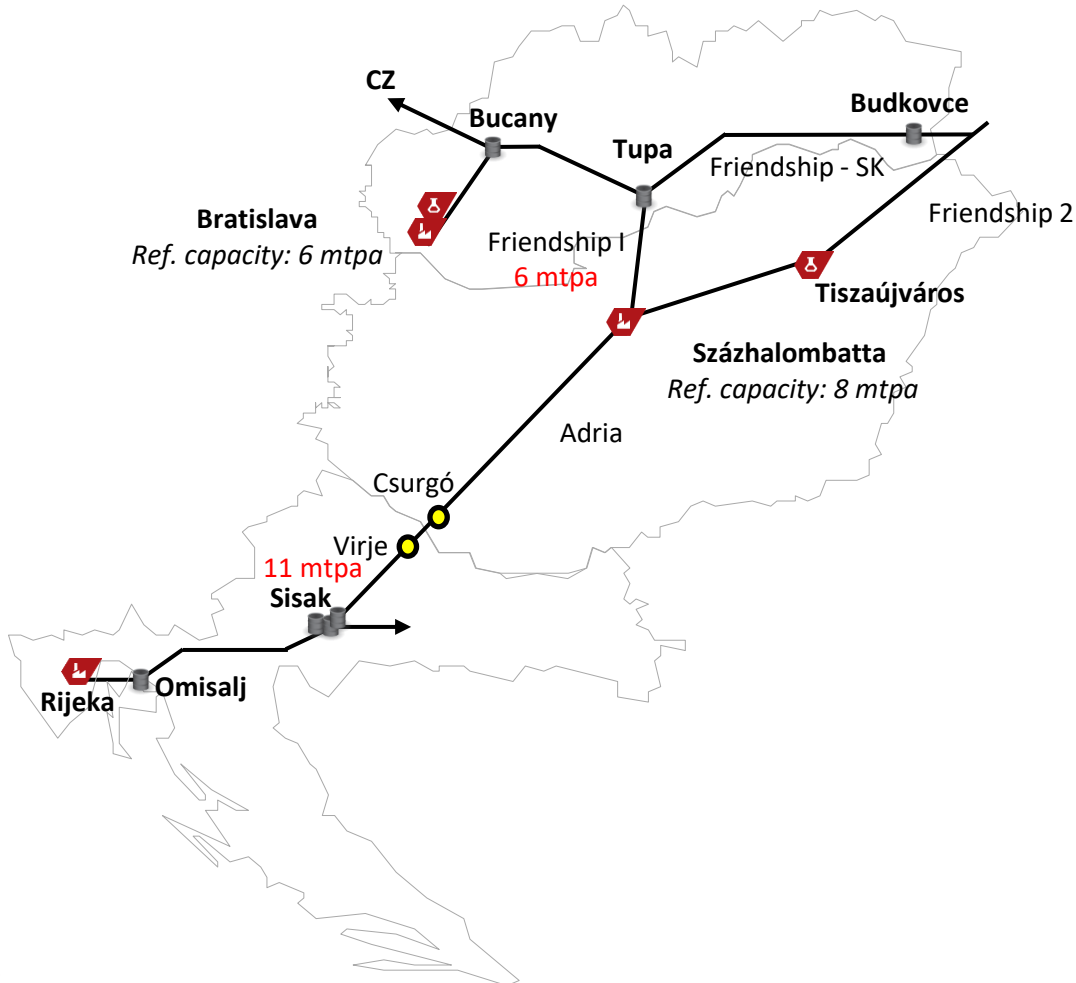 CZ
Bucany
Budkovce
Tupa
Friendship - SK
Bratislava
Ref. capacity: 6 mtpa
Friendship I
6 mtpa
Friendship 2
Tiszaújváros
Százhalombatta
Ref. capacity: 8 mtpa
Adria
Csurgó
Virje
11 mtpa
Sisak
Rijeka
Omisalj